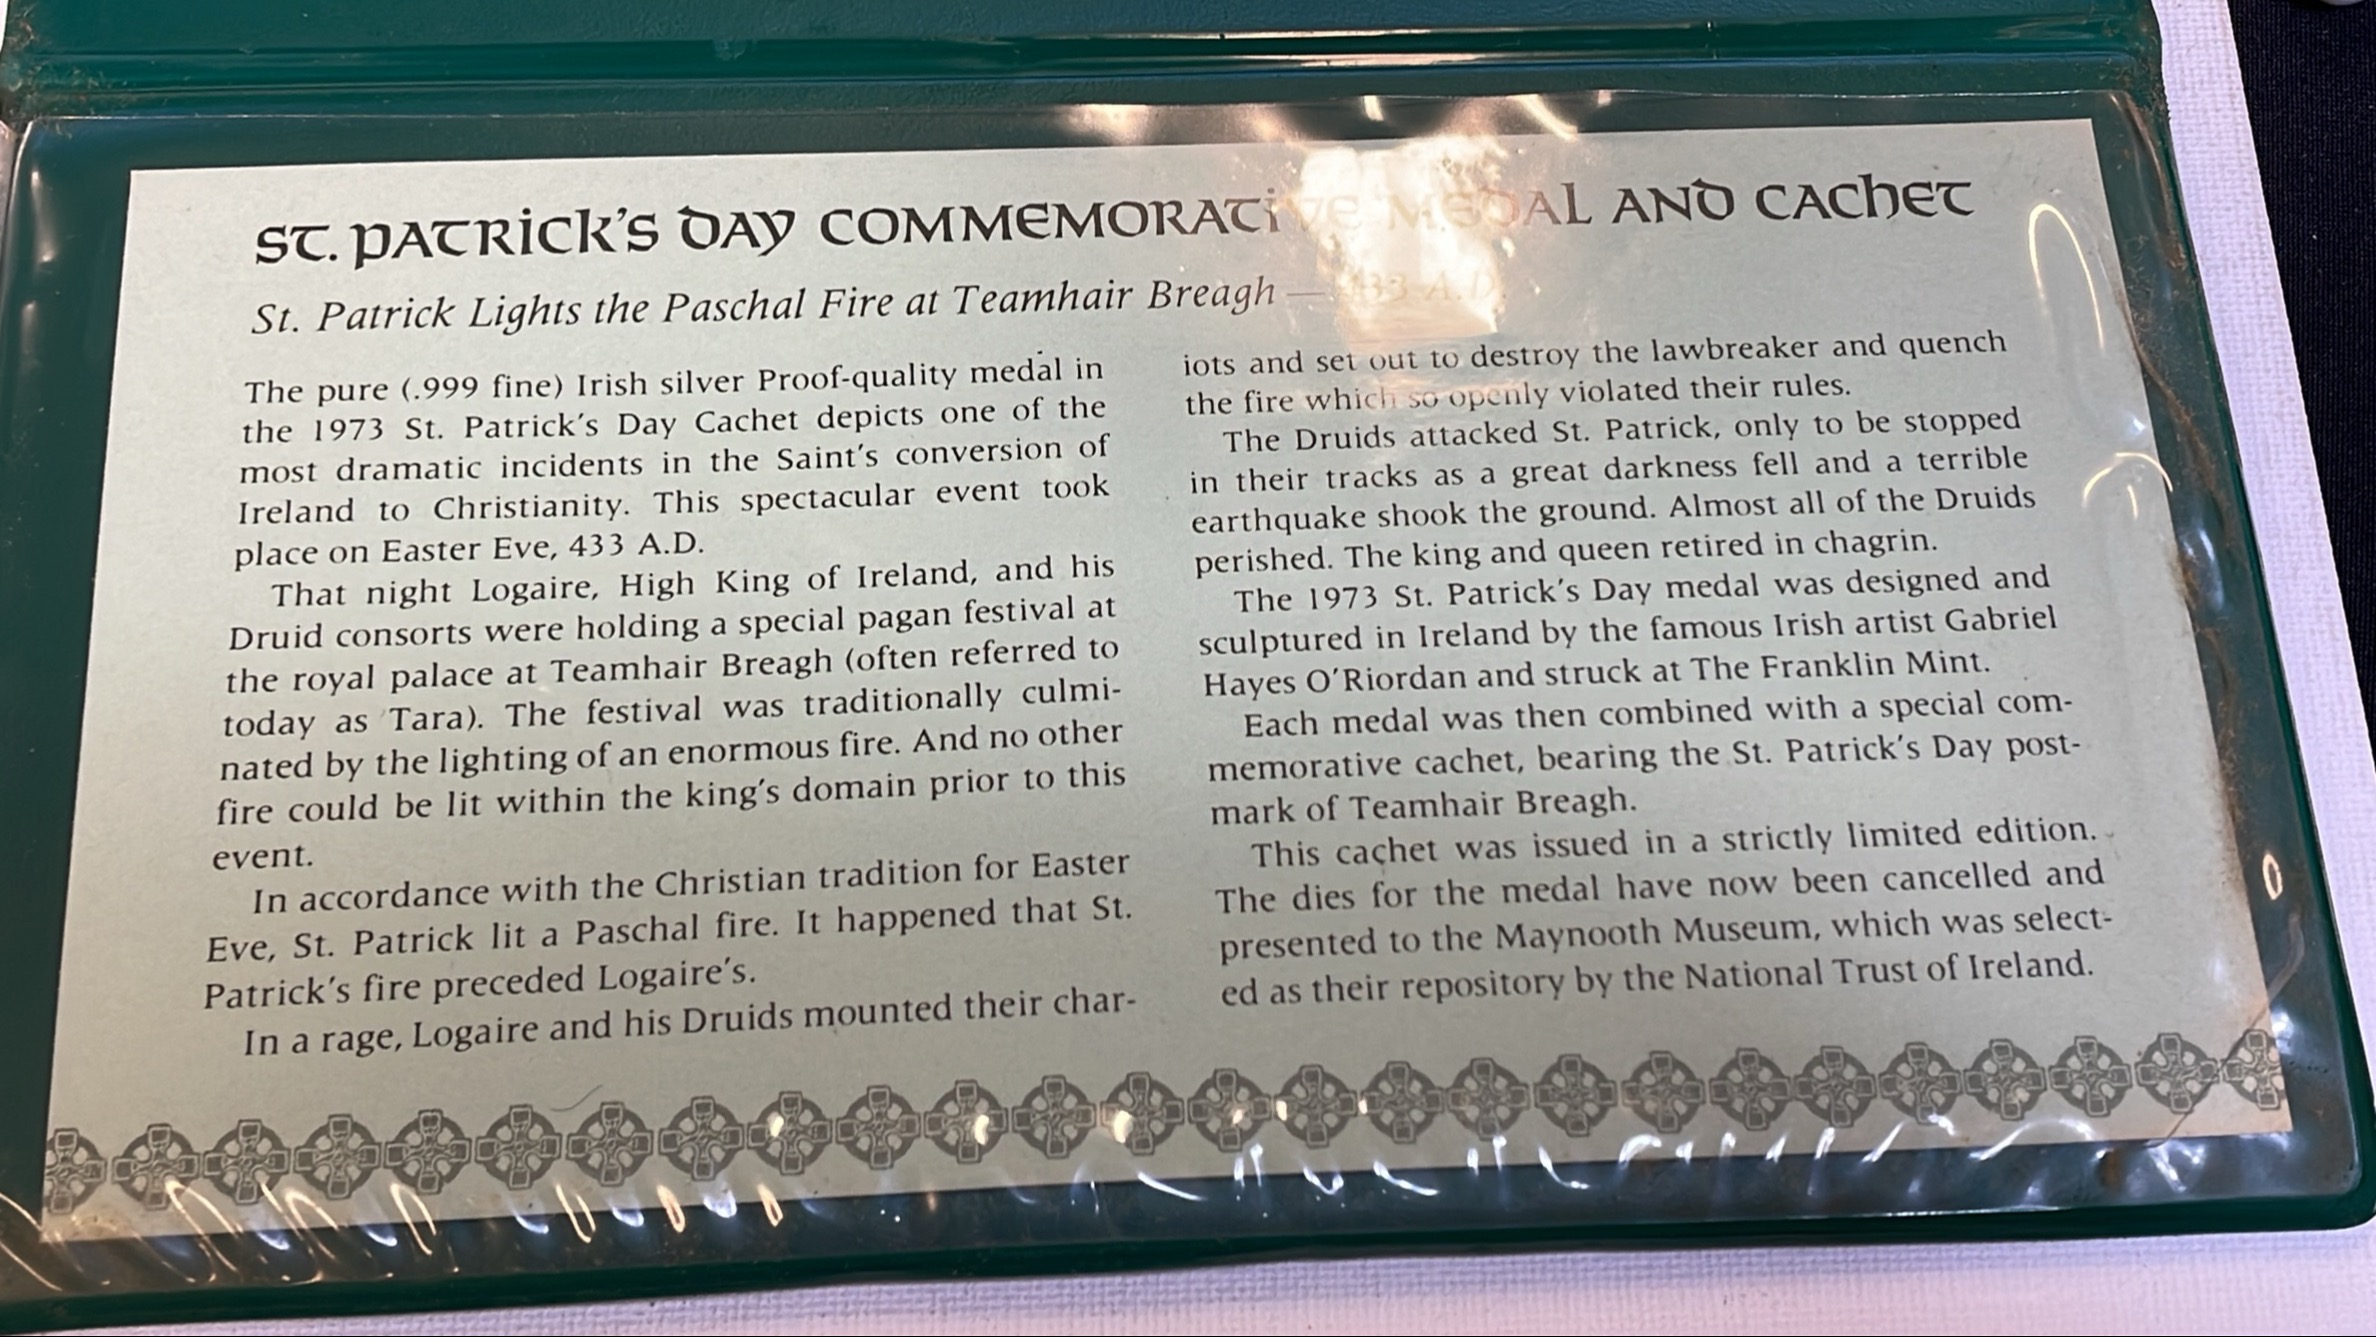 ST. PATRICK'S DAY COMMEMORATIVE MEDAL AND CACHET
St. Patrick Lights the Paschal Fire at Teamhair Breagh — 433 A.D.
The pure (.999 fine) Irish silver Proof-quality medal in
the 1973 St. Patrick's Day Cachet depicts one of the
most dramatic incidents in the Saint's conversion of
Ireland to Christianity. This spectacular event took
place on Easter Eve, 433 A.D.
That night Logaire, High King of Ireland, and his
Druid consorts were holding a special pagan festival at
the royal palace at Teamhair Breagh (often referred to
today as Tara). The festival was traditionally culmi-
nated by the lighting of an enormous fire. And no other
fire could be lit within the king's domain prior to this
event.
In accordance with the Christian tradition for Easter
Eve, St. Patrick lit a Paschal fire. It happened that St.
Patrick's fire preceded Logaire's.
In a rage, Logaire and his Druids mounted their char-
iots and set out to destroy the lawbreaker and quench
the fire which so openly violated their rules.
The Druids attacked St. Patrick, only to be stopped
in their tracks as a great darkness fell and a terrible
earthquake shook the ground. Almost all of the Druids
perished. The king and queen retired in chagrin.
The 1973 St. Patrick's Day medal was designed and
sculptured in Ireland by the famous Irish artist Gabriel
Hayes O'Riordan and struck at The Franklin Mint.
Each medal was then combined with a special com-
memorative cachet, bearing the St. Patrick's Day post-
mark of Teamhair Breagh.
This cachet was issued in a strictly limited edition.
The dies for the medal have now been cancelled and
presented to the Maynooth Museum, which was select-
ed as their repository by the National Trust of Ireland.